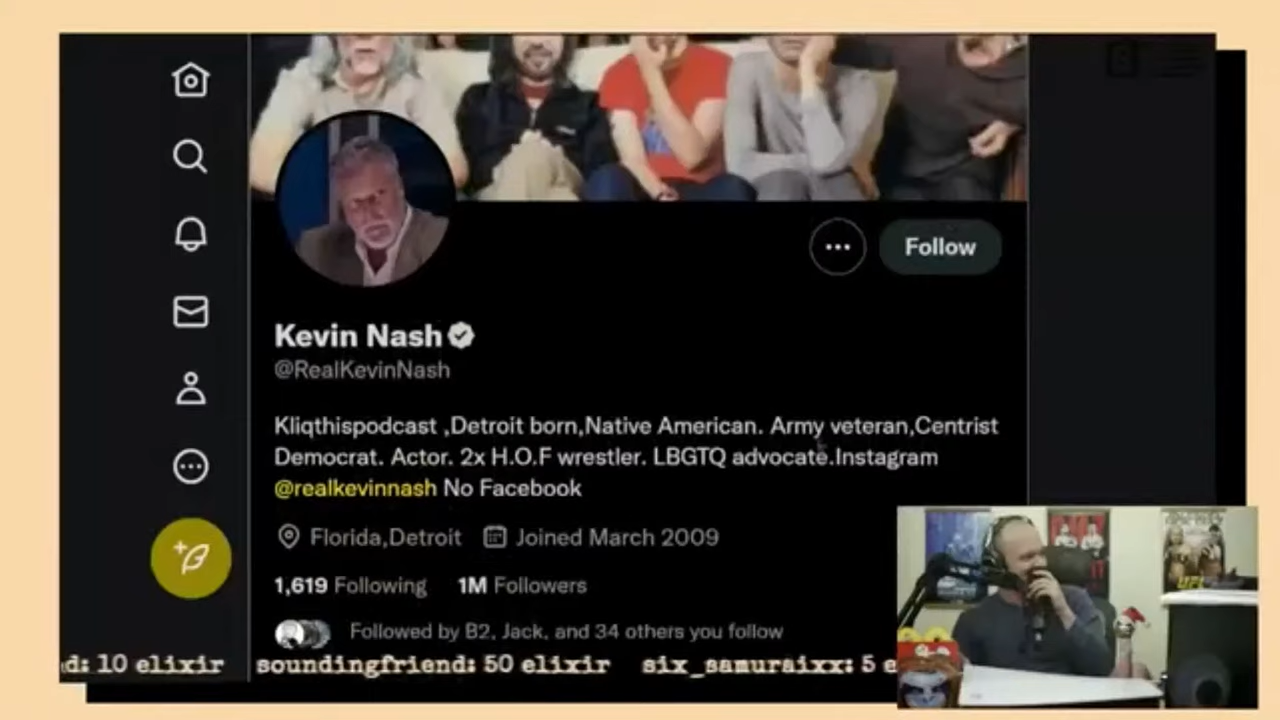 Follow
Kevin Nash
@RealKevinNash
Kliqthispodcast ,Detroit born,Native American. Army veteran,Centrist
Democrat. Actor. 2x H.O.F wrestler. LBGTQ advocate.Instagram
@realkevinnash No Facebook
Florida,Detroit Joined March 2009
1,619 Following 1M Followers
Followed by B2, Jack, and 34 others you follow
d: 10 elixir soundingfriend: 50 elixir six_samuraixx: 5 e
UFC